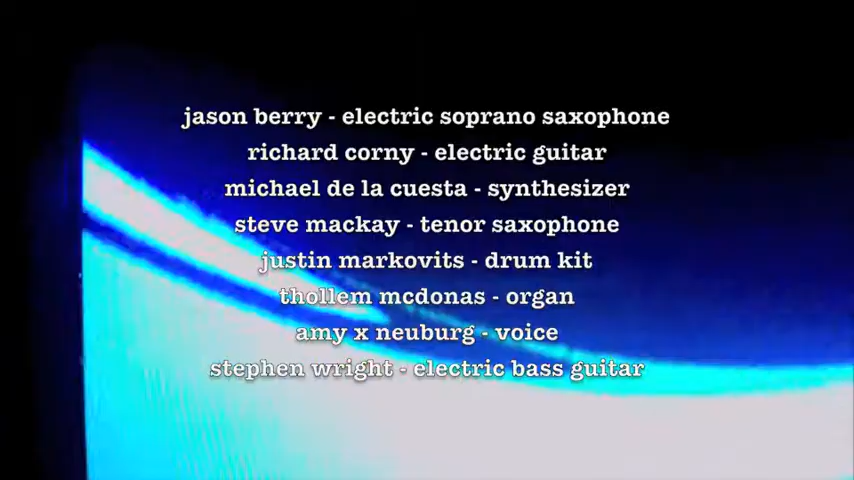 jason berry - electric soprano saxophone
richard corny - electric guitar
michael de la cuesta - synthesizer
steve mackay - tenor saxophone
justin markovits - drum kit
thollem mcdonas - organ
amy x neuburg - voice
stephen wright - electric bass guitar